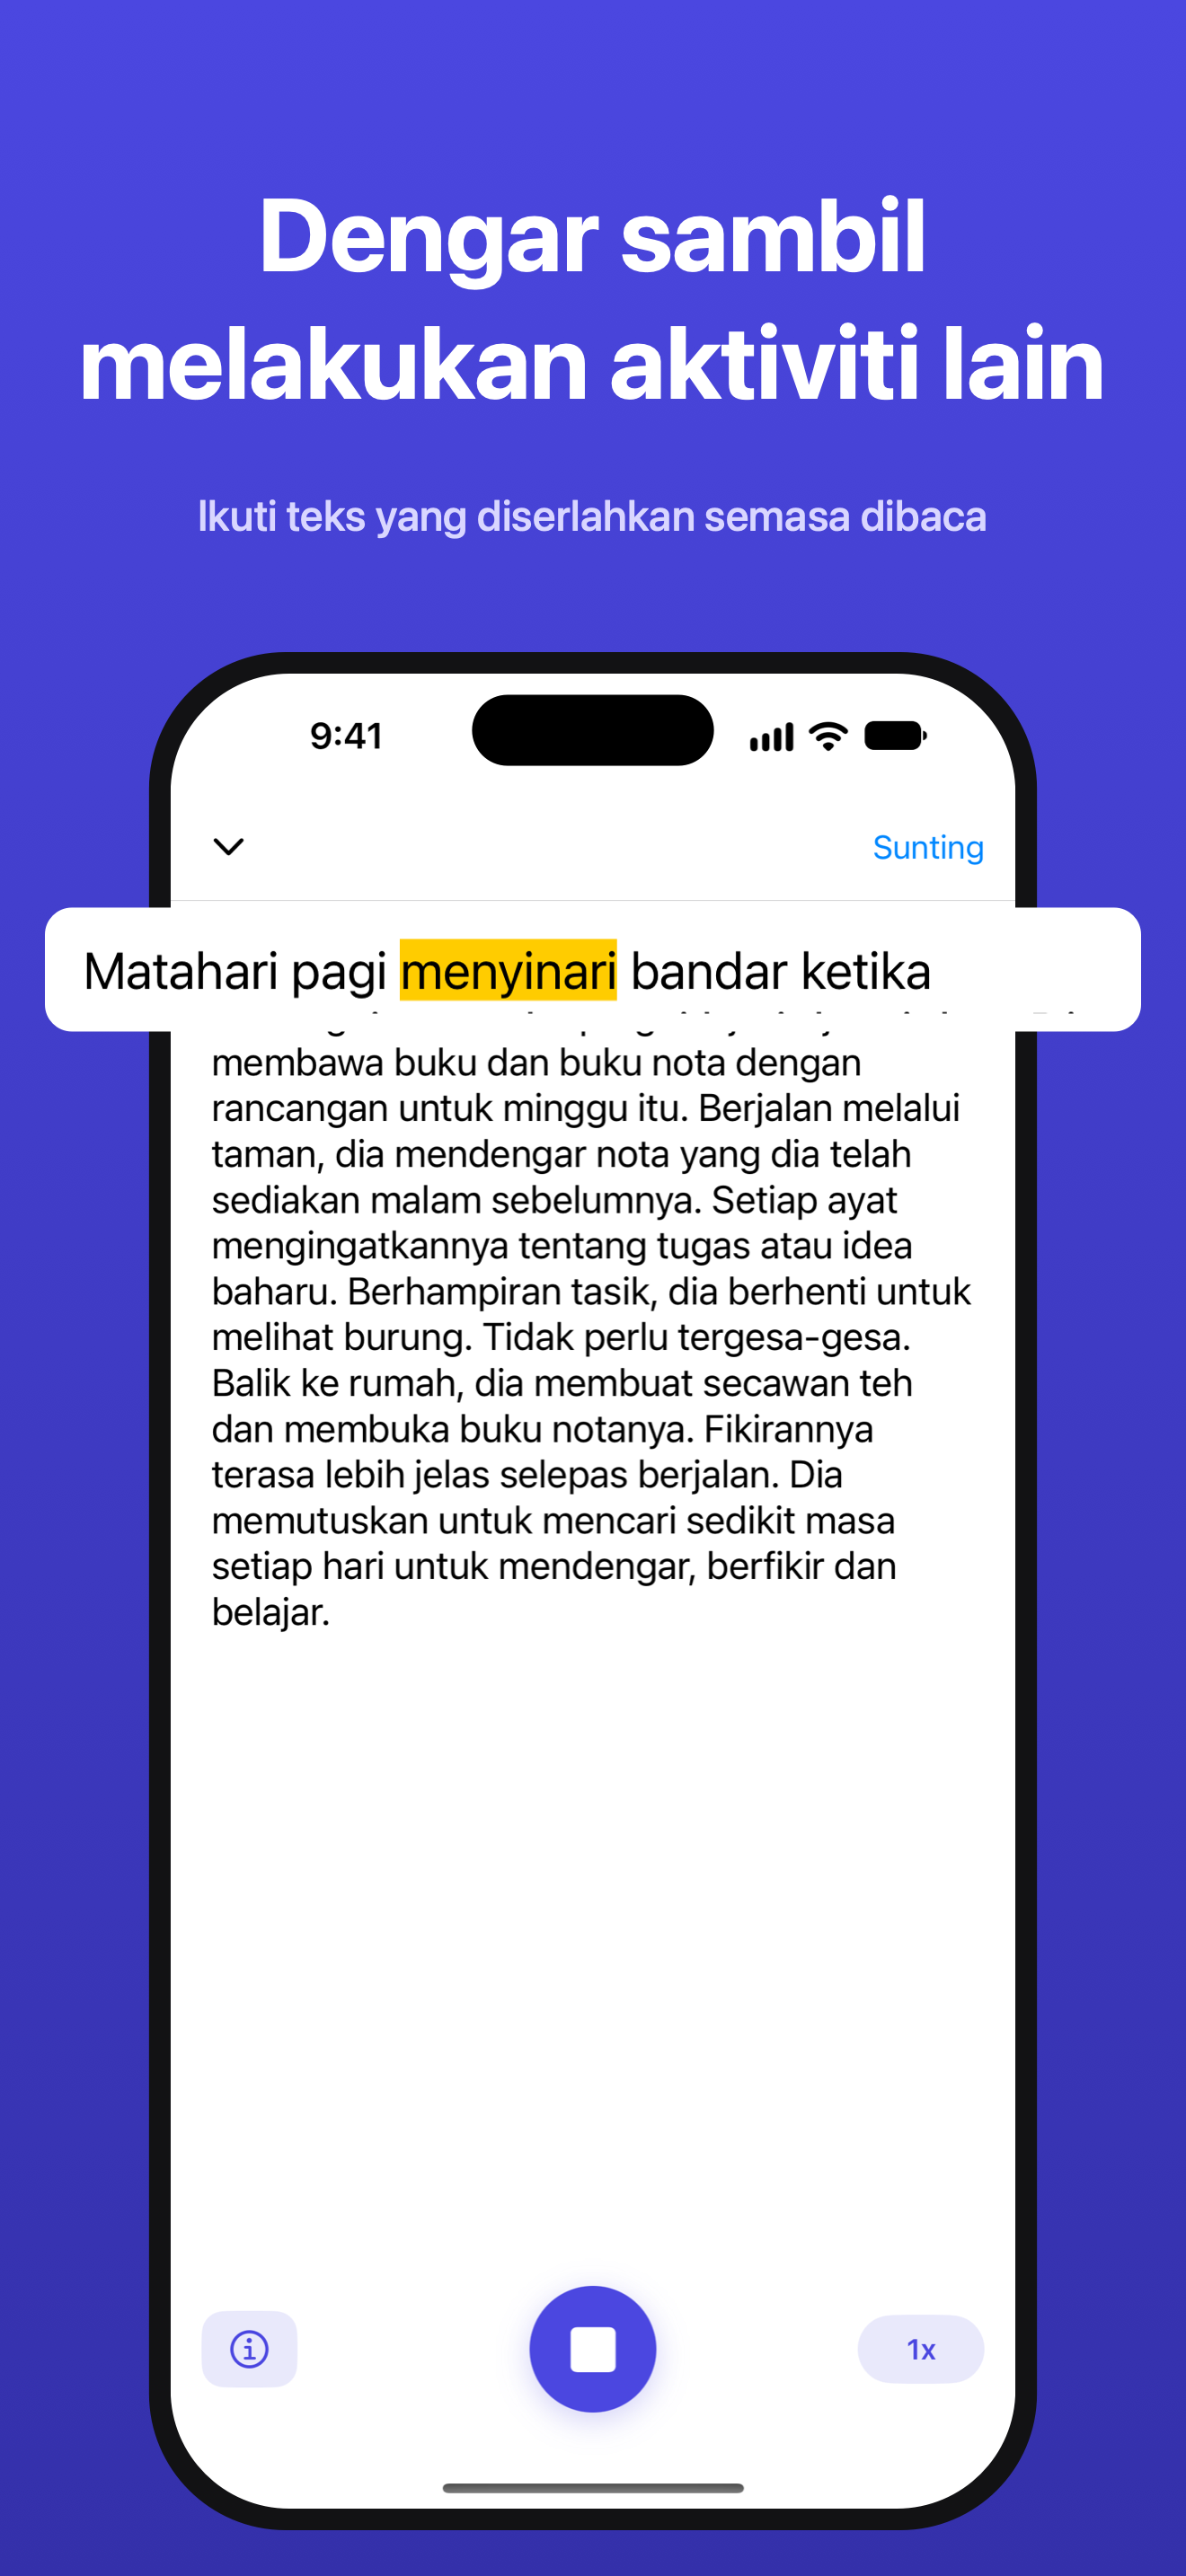 Dengar sambil
melakukan aktiviti lain
Ikuti teks yang diserlahkan semasa dibaca
9:41
Sunting
Matahari pagi menyinari bandar ketika
membawa buku dan buku nota dengan
rancangan untuk minggu itu. Berjalan melalui
taman, dia mendengar nota yang dia telah
sediakan malam sebelumnya. Setiap ayat
mengingatkannya tentang tugas atau idea
baharu. Berhampiran tasik, dia berhenti untuk
melihat burung. Tidak perlu tergesa-gesa.
Balik ke rumah, dia membuat secawan teh
dan membuka buku notanya. Fikirannya
terasa lebih jelas selepas berjalan. Dia
memutuskan untuk mencari sedikit masa
setiap hari untuk mendengar, berfikir dan
belajar.
1x